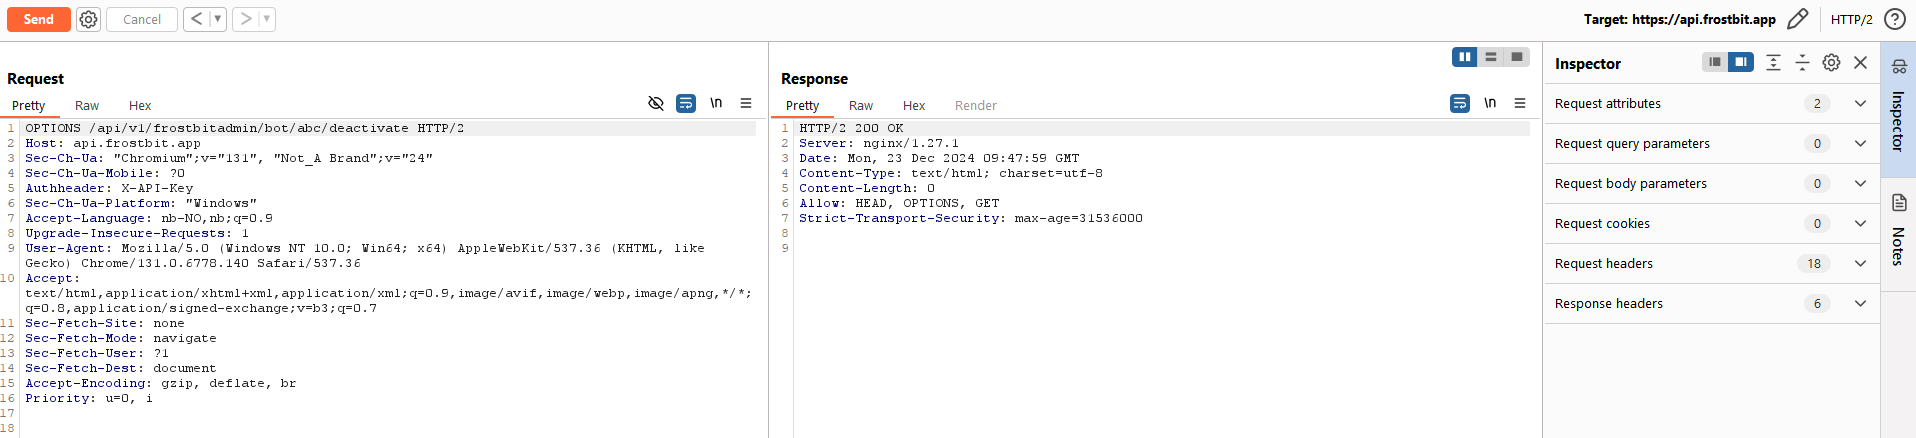 Send
Cancel
< ▼
> ▼
Target: https://api.frostbit.app
HTTP/2
?
Request
Pretty Raw Hex
\n
1 OPTIONS /api/v1/frostbitadmin/bot/abc/deactivate HTTP/2
2 Host: api.frostbit.app
3 Sec-Ch-Ua: "Chromium";v="131", "Not_A Brand";v="24"
4 Sec-Ch-Ua-Mobile: ?0
5 Authheader: X-API-Key
6 Sec-Ch-Ua-Platform: "Windows"
7 Accept-Language: nb-NO,nb;q=0.9
8 Upgrade-Insecure-Requests: 1
9 User-Agent: Mozilla/5.0 (Windows NT 10.0; Win64; x64) AppleWebKit/537.36 (KHTML, like
Gecko) Chrome/131.0.6778.140 Safari/537.36
10 Accept:
text/html,application/xhtml+xml,application/xml;q=0.9,image/avif,image/webp,image/apng,*/*;
q=0.8,application/signed-exchange;v=b3;q=0.7
11 Sec-Fetch-Site: none
12 Sec-Fetch-Mode: navigate
13 Sec-Fetch-User: ?1
14 Sec-Fetch-Dest: document
15 Accept-Encoding: gzip, deflate, br
16 Priority: u=0, i
17
18
Response
Pretty Raw Hex Render
\n
1 HTTP/2 200 OK
2 Server: nginx/1.27.1
3 Date: Mon, 23 Dec 2024 09:47:59 GMT
4 Content-Type: text/html; charset=utf-8
5 Content-Length: 0
6 Allow: HEAD, OPTIONS, GET
7 Strict-Transport-Security: max-age=31536000
8
9
Inspector
Request attributes 2
Request query parameters 0
Request body parameters 0
Request cookies 0
Request headers 18
Response headers 6
Inspector
Notes